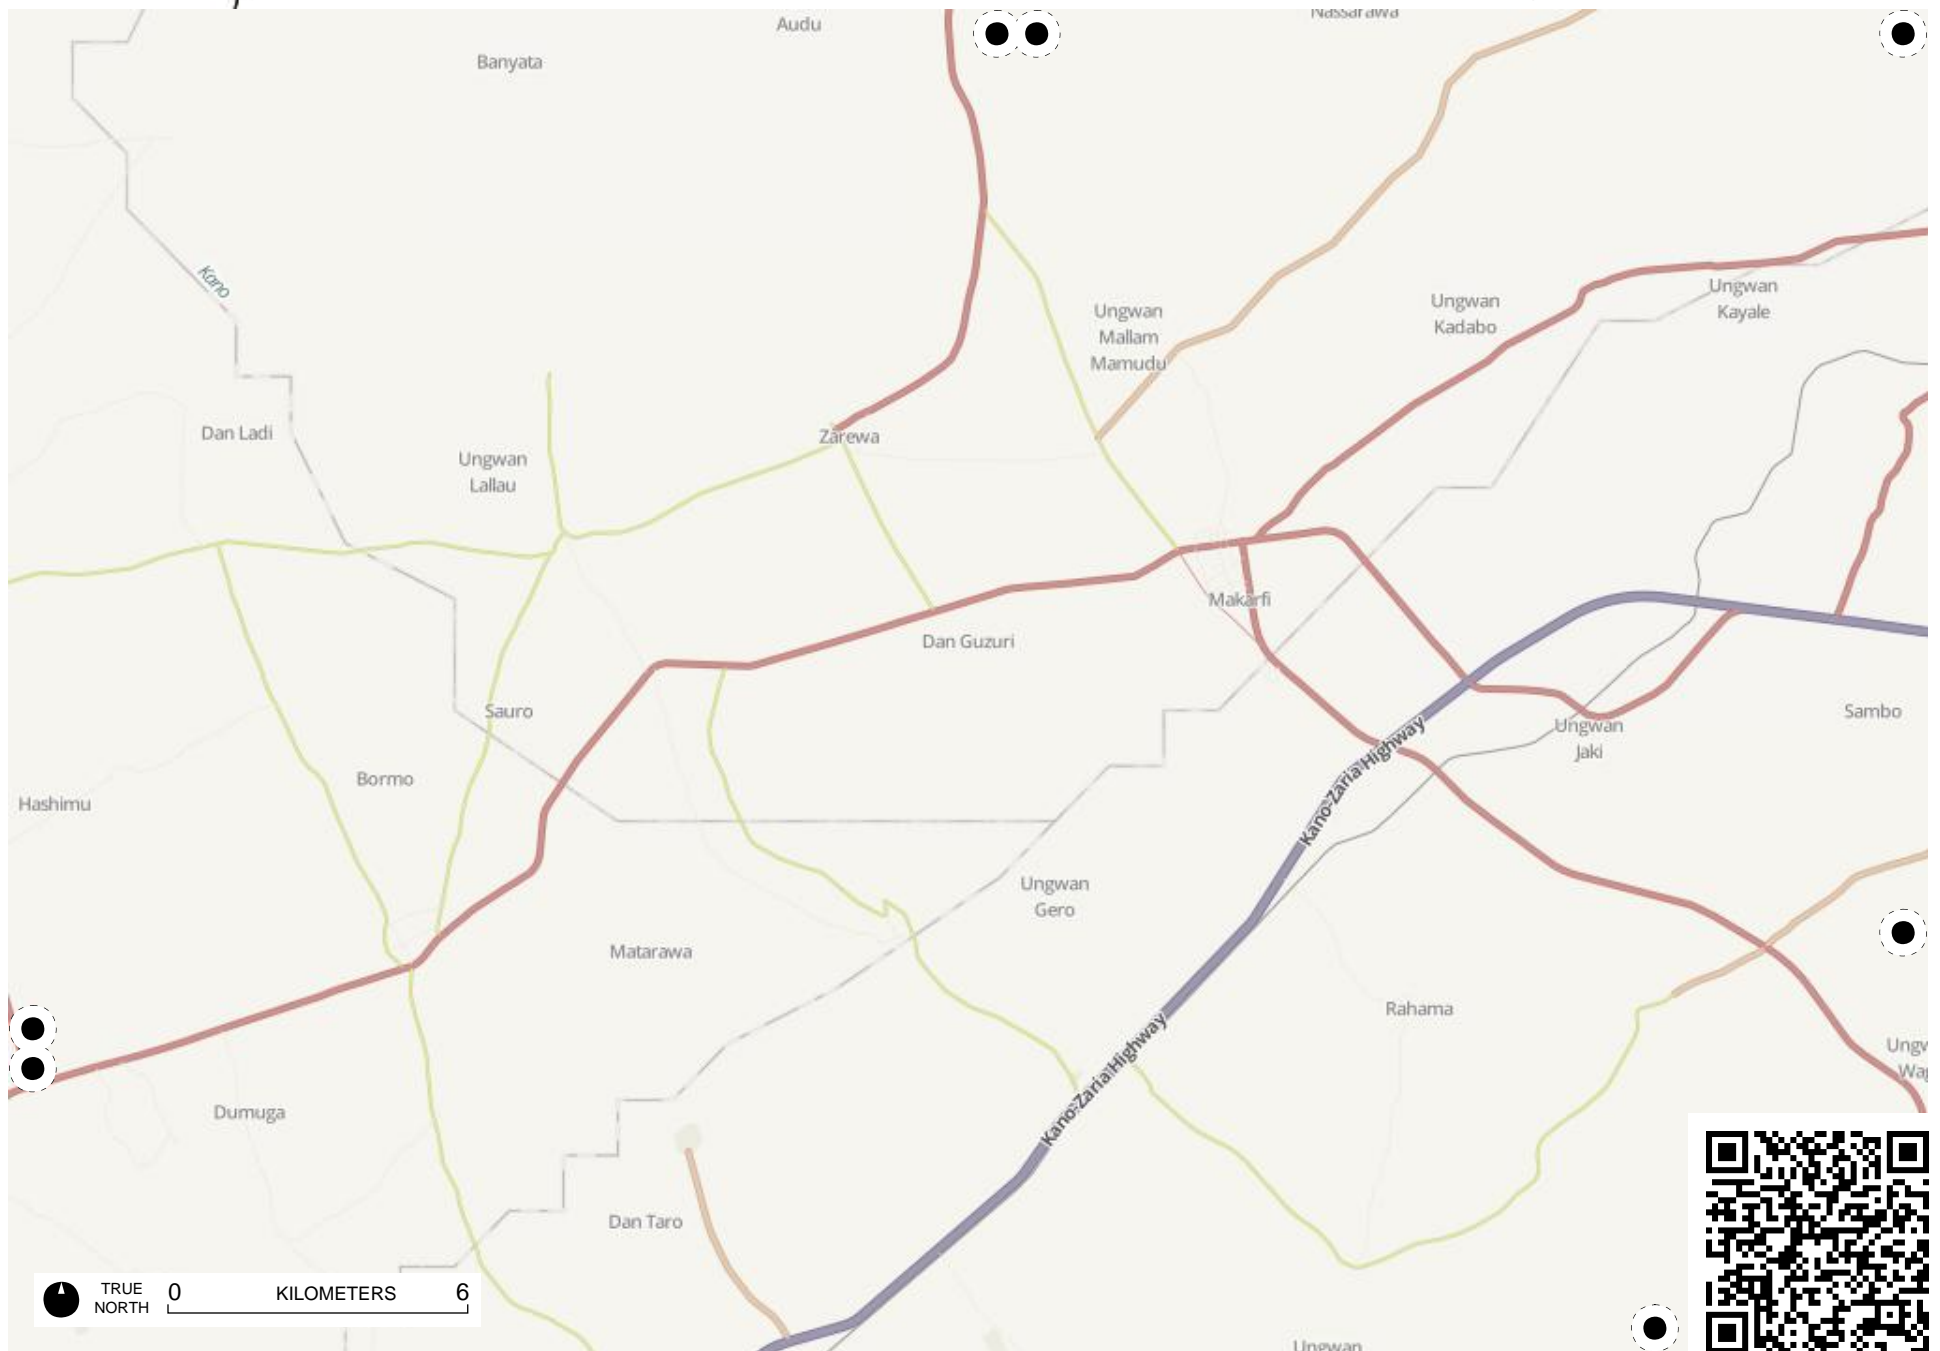 Nassarawa
Audu
Banyata
Kano
Ungwan
Kayale
Ungwan
Kadabo
Ungwan
Mallam
Mamudu
Dan Ladi
Zarewa
Ungwan
Lallau
Makarfi
Dan Guzuri
Sauro
Sambo
Ungwan
Jaki
Kano-Zaria Highway
Bormo
Hashimu
Ungwan
Gero
Matarawa
Rahama
Kano-Zaria Highway
Dumuga
Dan Taro
TRUE
NORTH
0 KILOMETERS 6
Ungwan